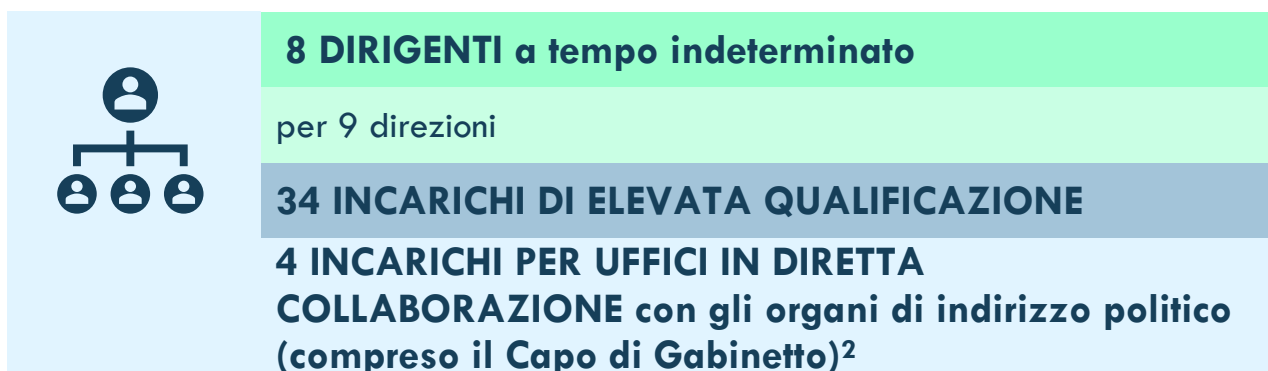 8 DIRIGENTI a tempo indeterminato
per 9 direzioni
34 INCARICHI DI ELEVATA QUALIFICAZIONE
4 INCARICHI PER UFFICI IN DIRETTA
COLLABORAZIONE con gli organi di indirizzo politico
(compreso il Capo di Gabinetto)²